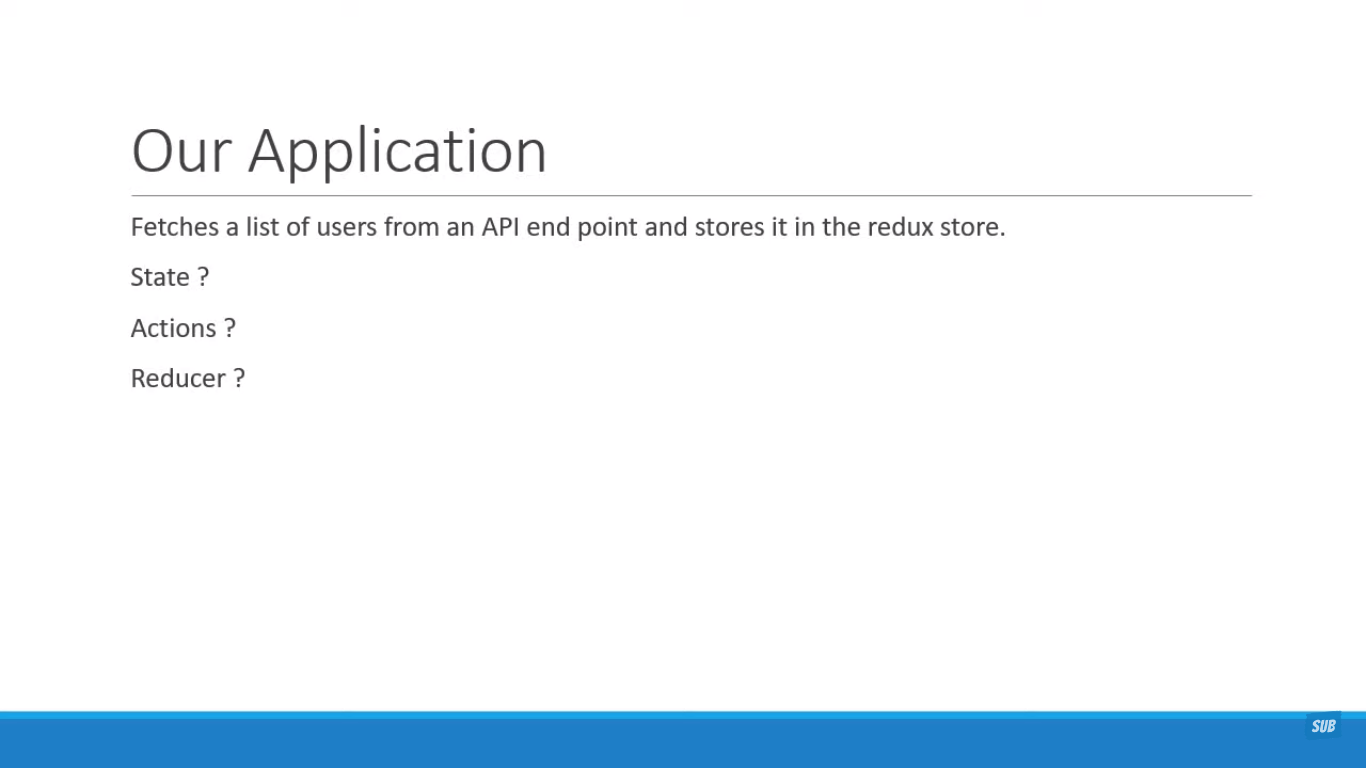 Our Application
Fetches a list of users from an API end point and stores it in the redux store.
State ?
Actions ?
Reducer ?
SUB